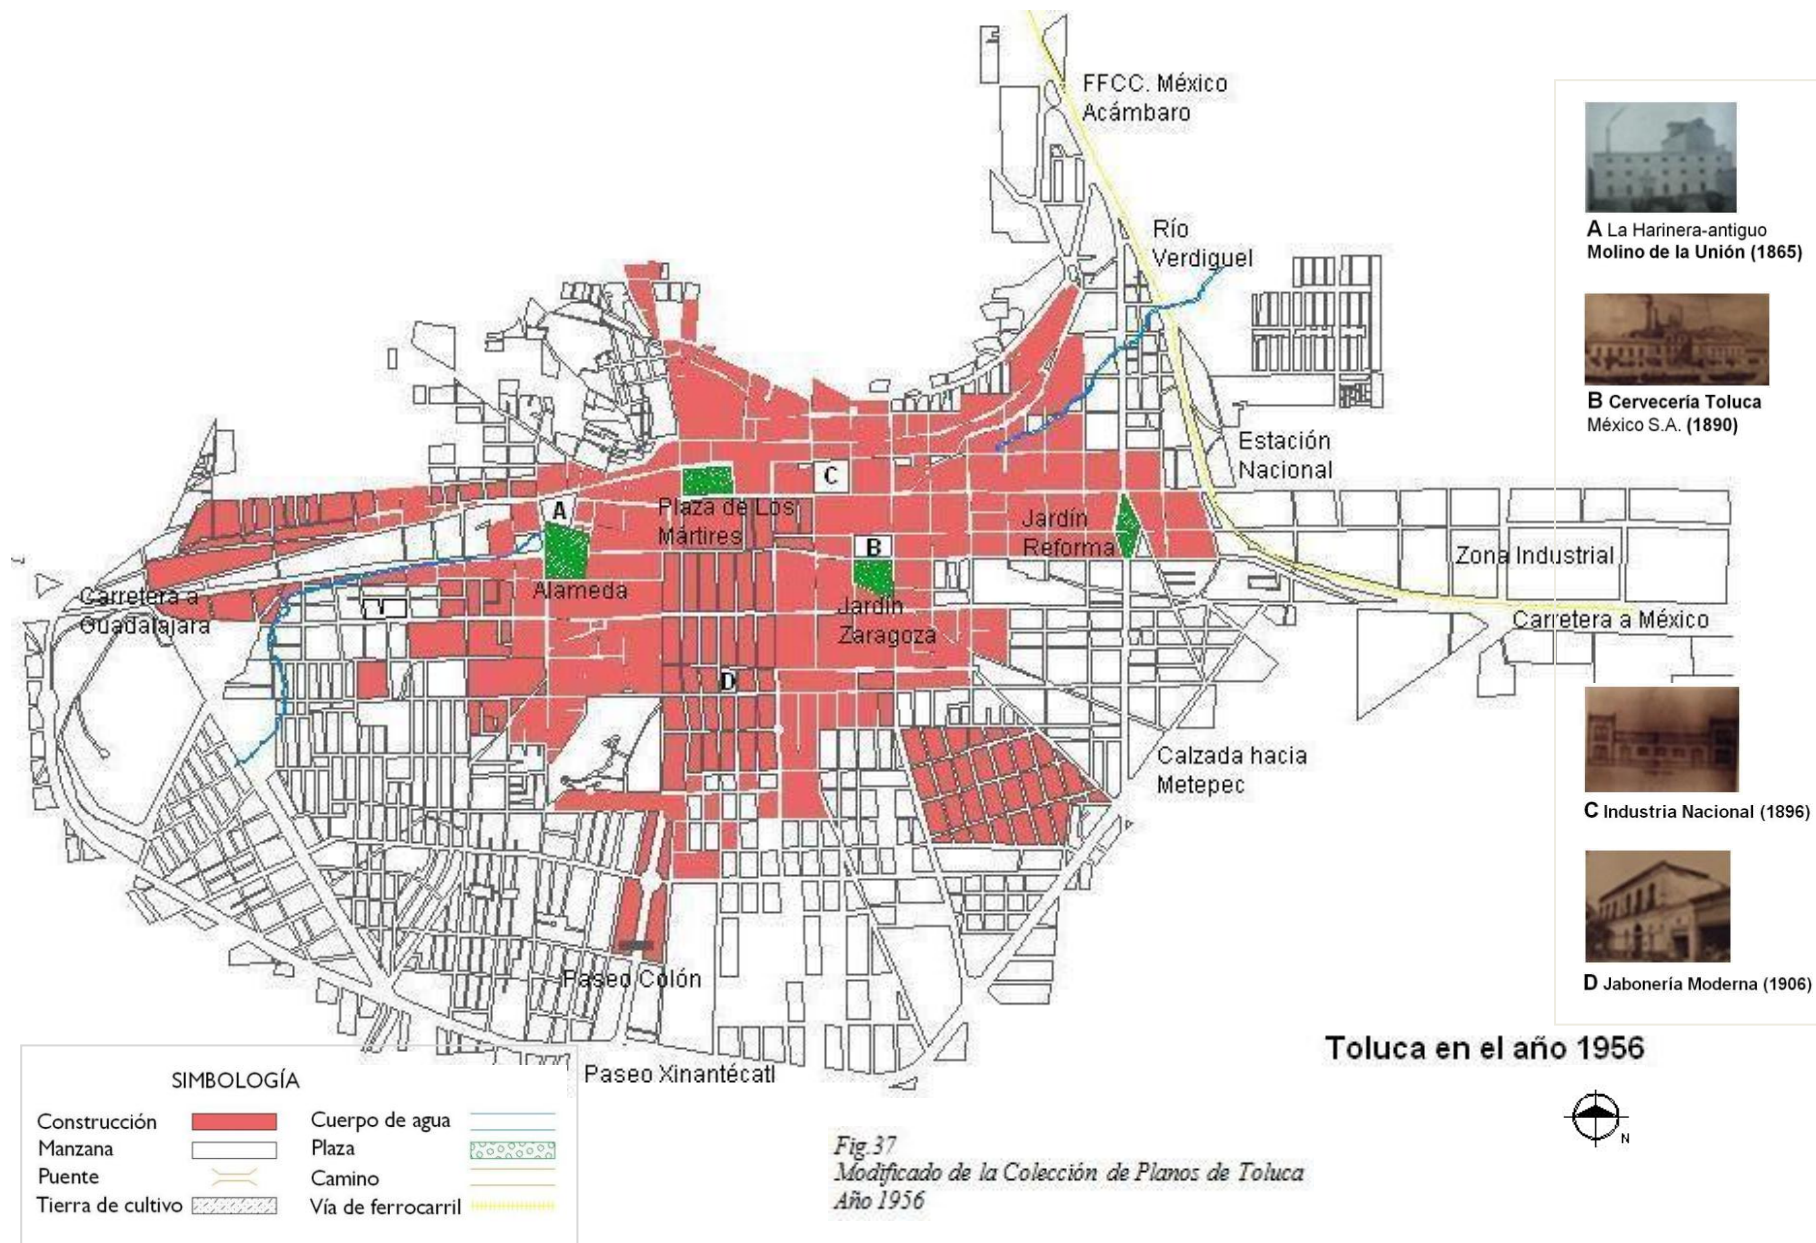 FFCC. México
Acámbaro
Río
Verdiguel
Estación
Nacional
C
Plaza de Los
Mártires
A
Jardín
Reforma
B
Zona Industrial
Alameda
Carretera a
Guadalajara
Jardín
Zaragoza
Carretera a México
D
Calzada hacia
Metepec
Paseo Colón
Paseo Xinantécatl
A La Harinera-antiguo
Molino de la Unión (1865)
B Cervecería Toluca
México S.A. (1890)
C Industria Nacional (1896)
D Jabonería Moderna (1906)
Toluca en el año 1956
N
SIMBOLOGÍA
Construcción
Manzana
Puente
Tierra de cultivo
Cuerpo de agua
Plaza
Camino
Vía de ferrocarril
Fig.37
Modificado de la Colección de Planos de Toluca
Año 1956